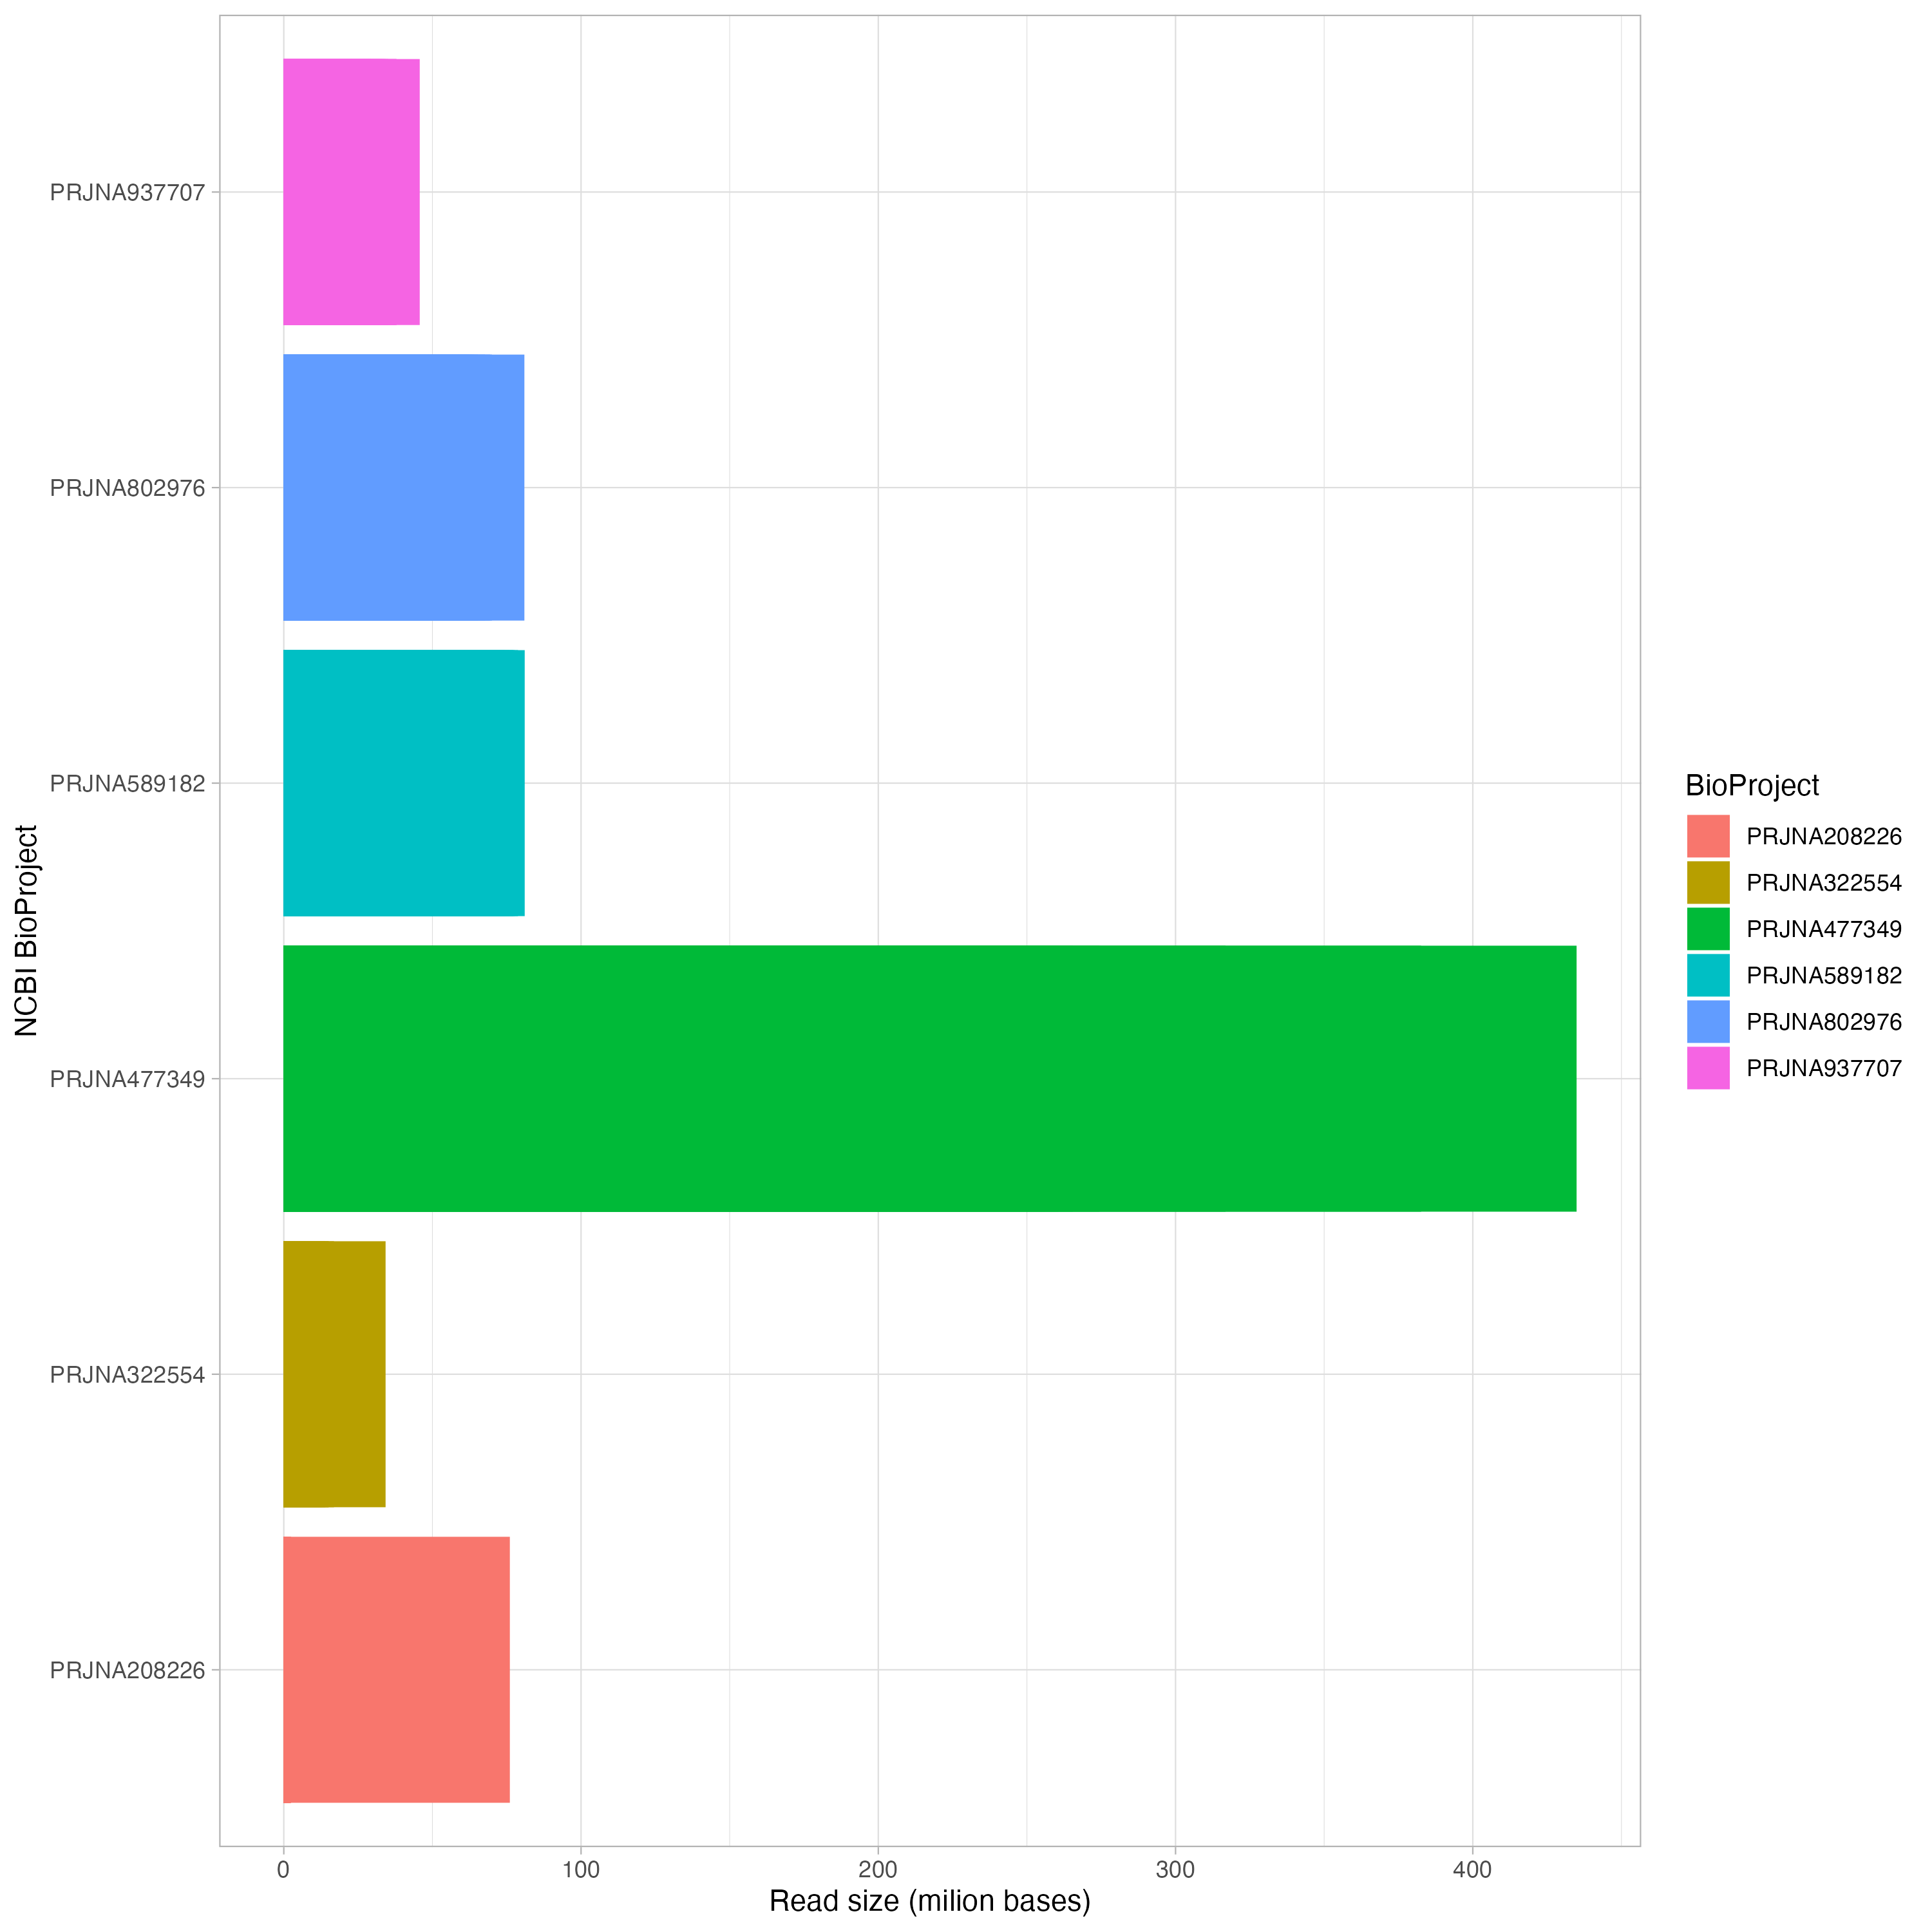 NCBI BioProject
PRJNA937707
PRJNA802976
PRJNA589182
PRJNA477349
PRJNA322554
PRJNA208226
0 100 200 300 400
Read size (milion bases)
BioProject
PRJNA208226
PRJNA322554
PRJNA477349
PRJNA589182
PRJNA802976
PRJNA937707